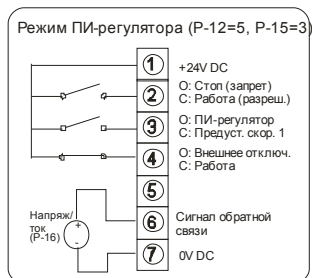 Режим ПИ-регулятора (P-12=5, P-15=3)
1
+24V DC
2
О: Стоп (запрет)
С: Работа (разреш.)
3
О: ПИ-регулятор
С: Предуст. скор. 1
4
О: Внешнее отключ.
С: Работа
5
Напряж/
ток
(P-16)
+
-
6
Сигнал обратной
связи
7
0V DC